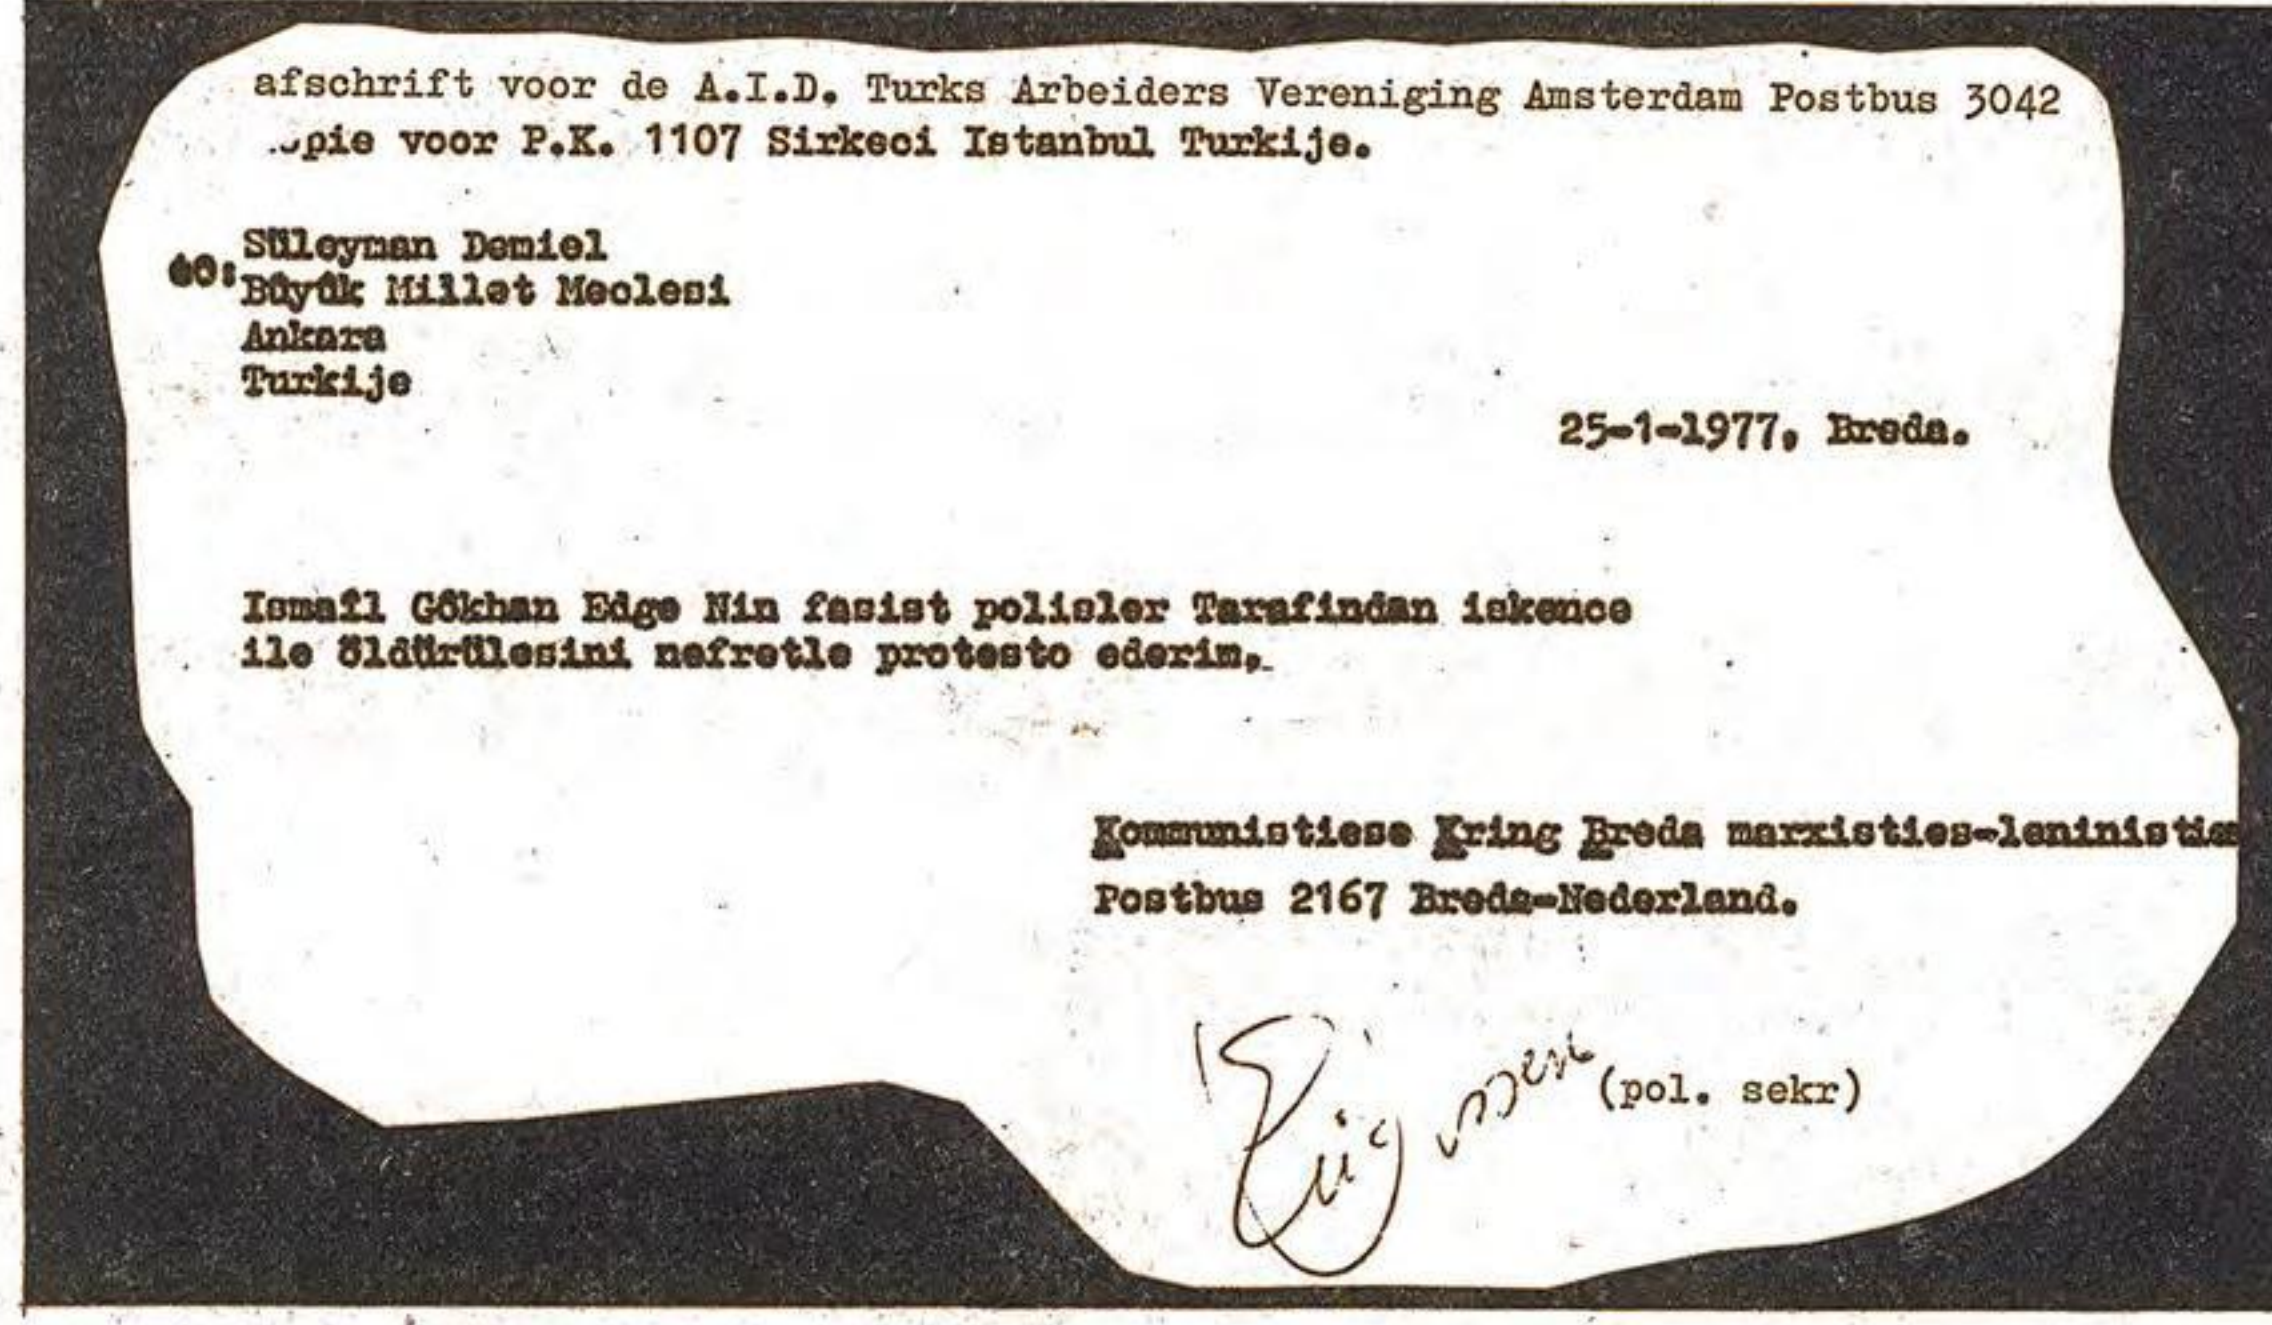 afschrift voor de A.I.D. Turks Arbeiders Vereniging Amsterdam Postbus 3042
opie voor P.K. 1107 Sirkeci Istanbul Turkije.
Süleyman Demiel
Büyük Millet Meclesi
Ankara
Turkije
25-1-1977, Breda.
Ismaîl Gökhan Edge Nin fasist polisler Tarafindan iskence
ile öldürülesini nefretle protesto ederim.
Kommunistiese Kring Breda marxisties-leninisties
Postbus 2167 Breda-Nederland.
(pol. sekr)